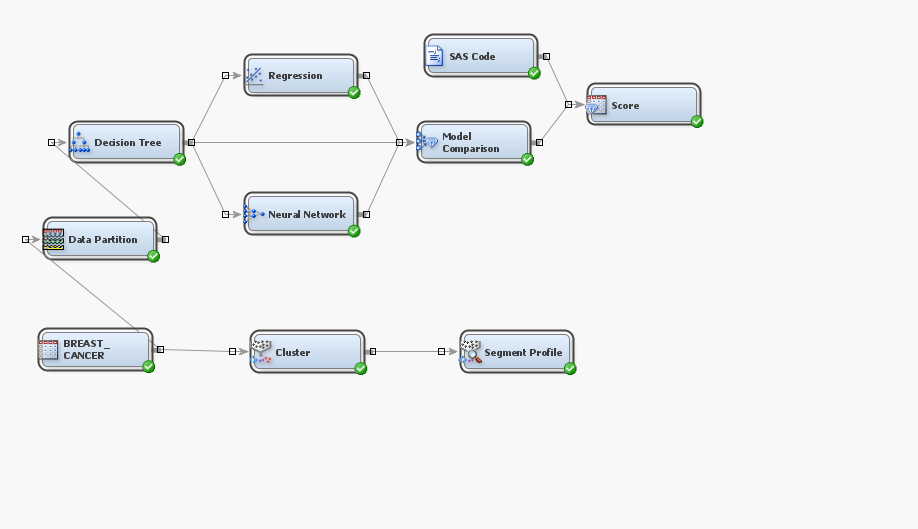 SAS Code
Regression
Score
Decision Tree
Model
Comparison
Neural Network
Data Partition
BREAST_
CANCER
Cluster
Segment Profile